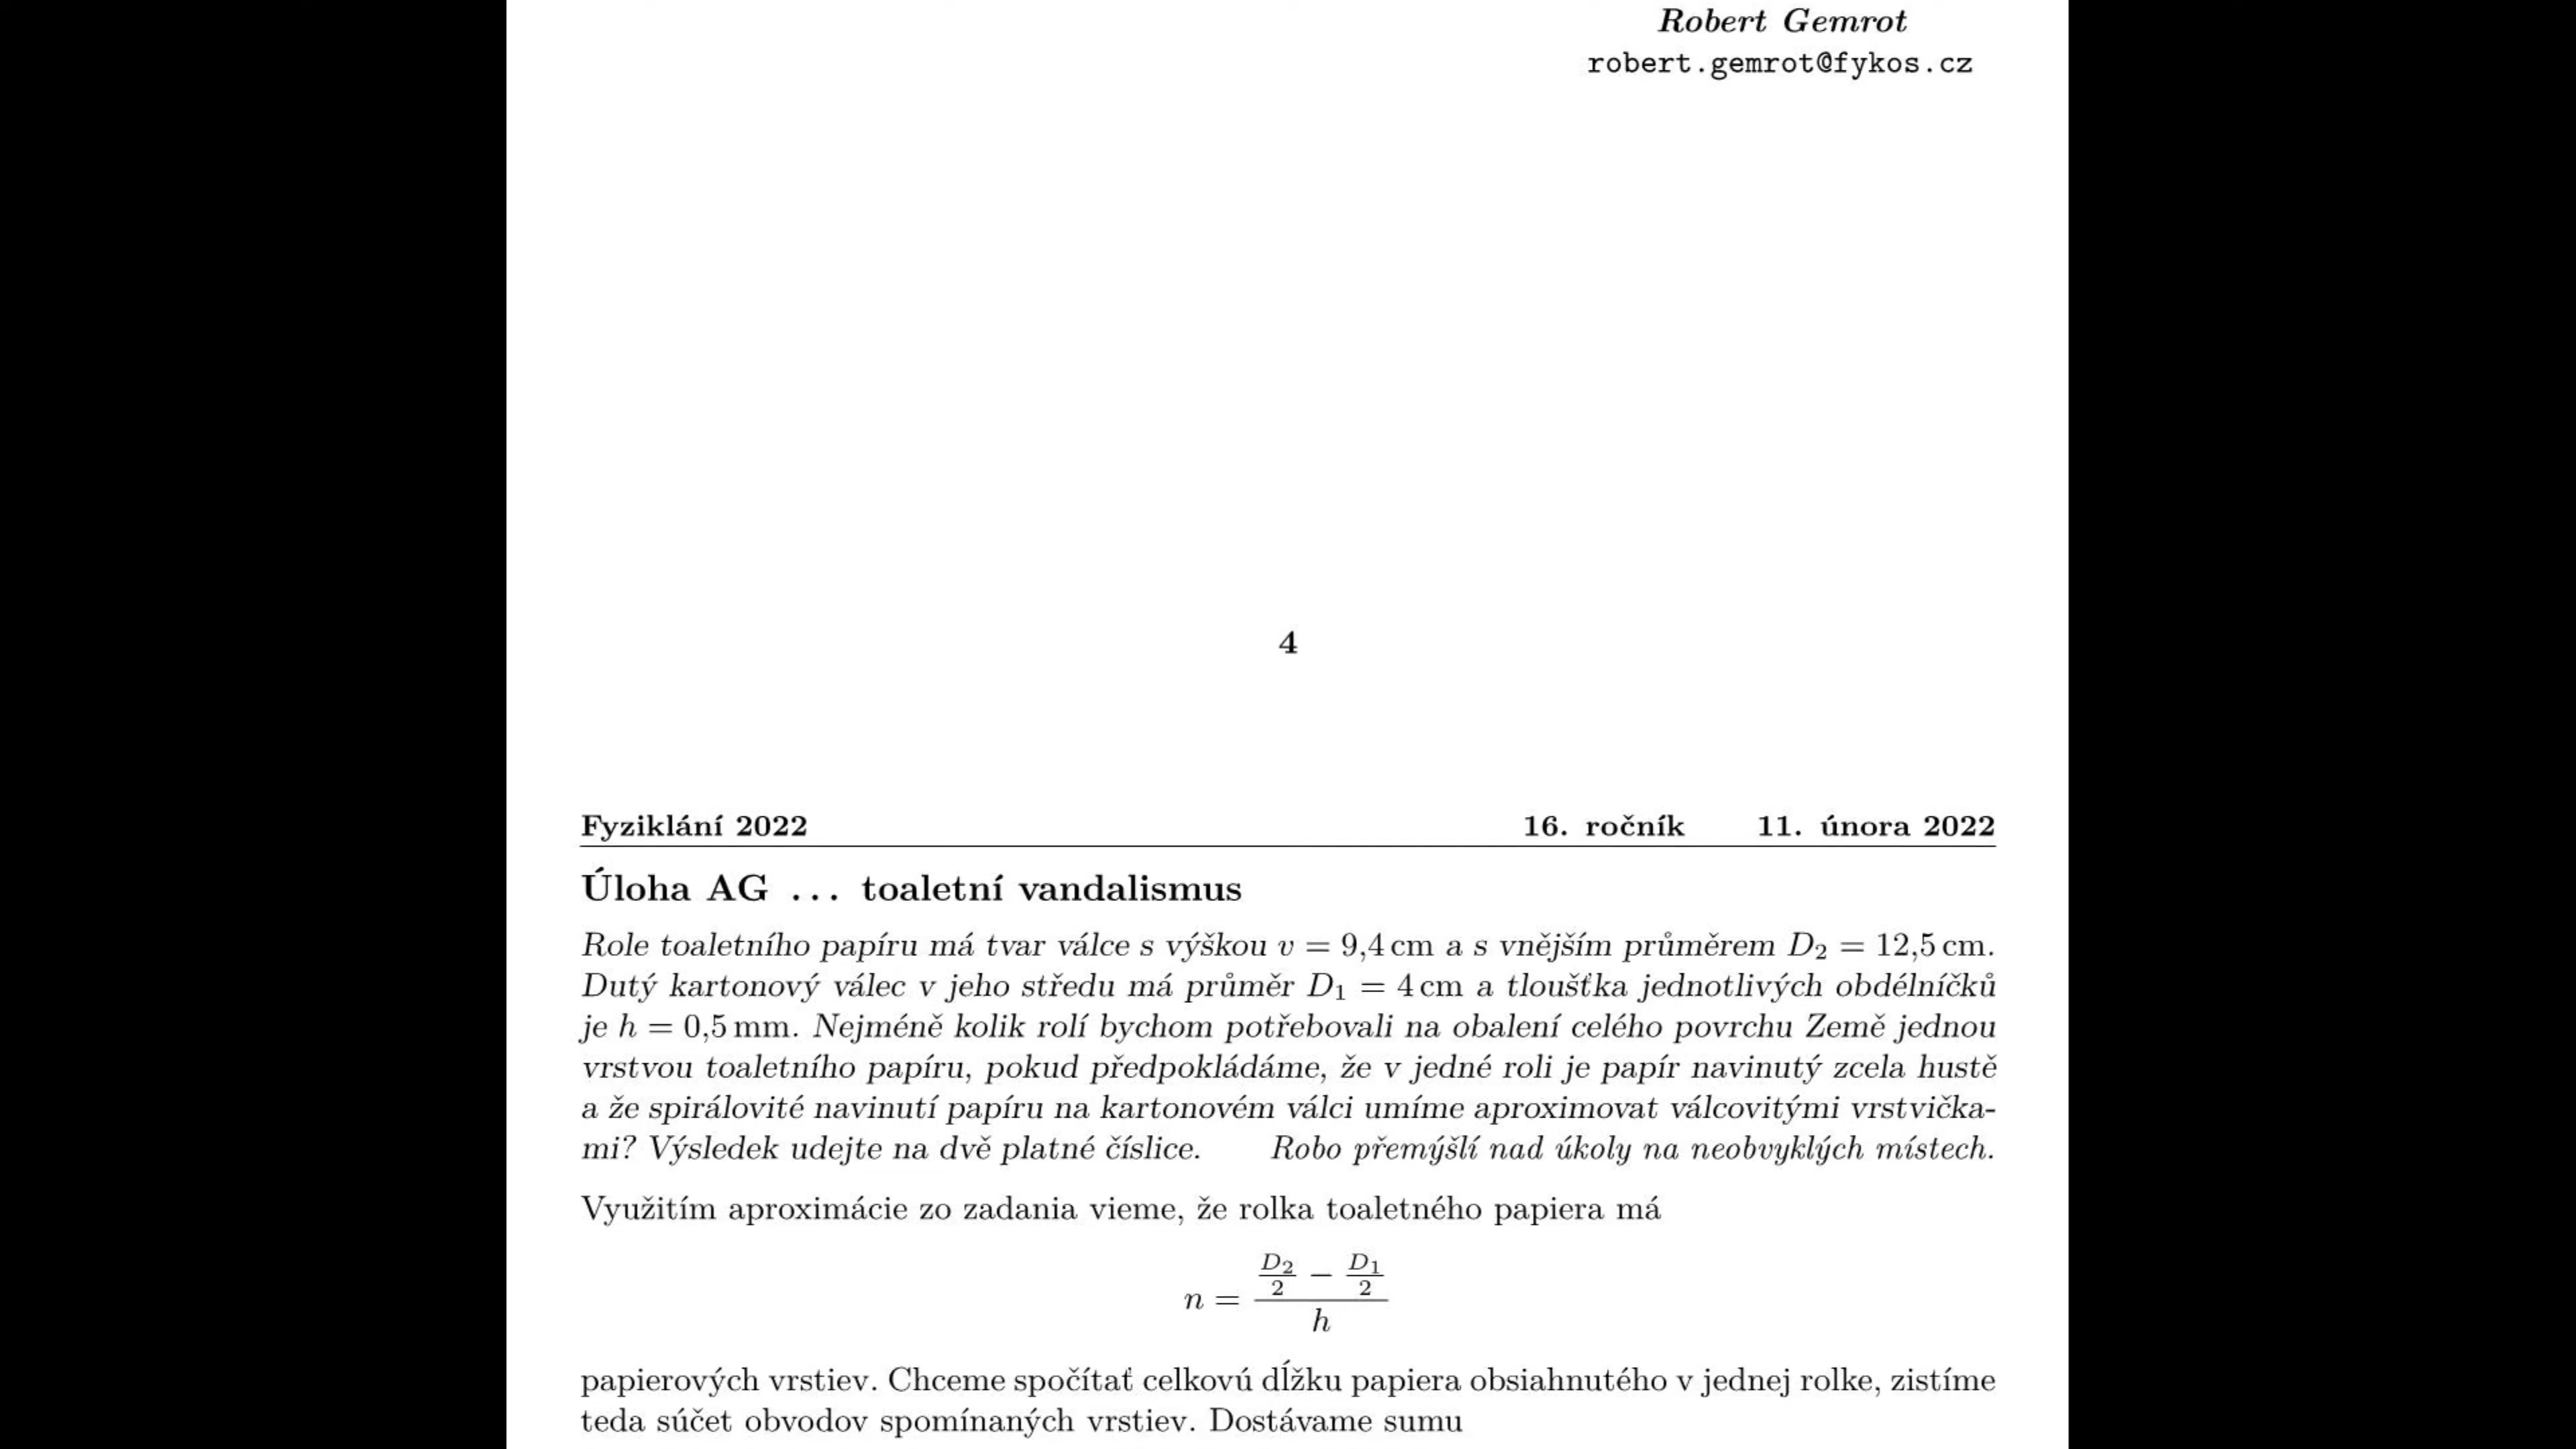 Robert Gemrot
robert.gemrot@fykos.cz
4
Fyziklání 2022 16. ročník 11. února 2022
Úloha AG ... toaletní vandalismus
Role toaletního papíru má tvar válce s výškou v = 9,4 cm a s vnějším průměrem D₂ = 12,5 cm.
Dutý kartonový válec v jeho středu má průměr D₁ = 4 cm a tloušťka jednotlivých obdélníčků
je h = 0,5 mm. Nejméně kolik rolí bychom potřebovali na obalení celého povrchu Země jednou
vrstvou toaletního papíru, pokud předpokládáme, že v jedné roli je papír navinutý zcela hustě
a že spirálovité navinutí papíru na kartonovém válci umíme aproximovat válcovitými vrstvička-
mi? Výsledek udejte na dvě platné číslice. Robo přemýšlí nad úkoly na neobvyklých místech.
Využitím aproximácie zo zadania vieme, že rolka toaletného papiera má
n = (D₂/2 − D₁/2)/h
papierových vrstiev. Chceme spočítať celkovú dĺžku papiera obsiahnutého v jednej rolke, zistíme
teda súčet obvodov spomínaných vrstiev. Dostávame sumu